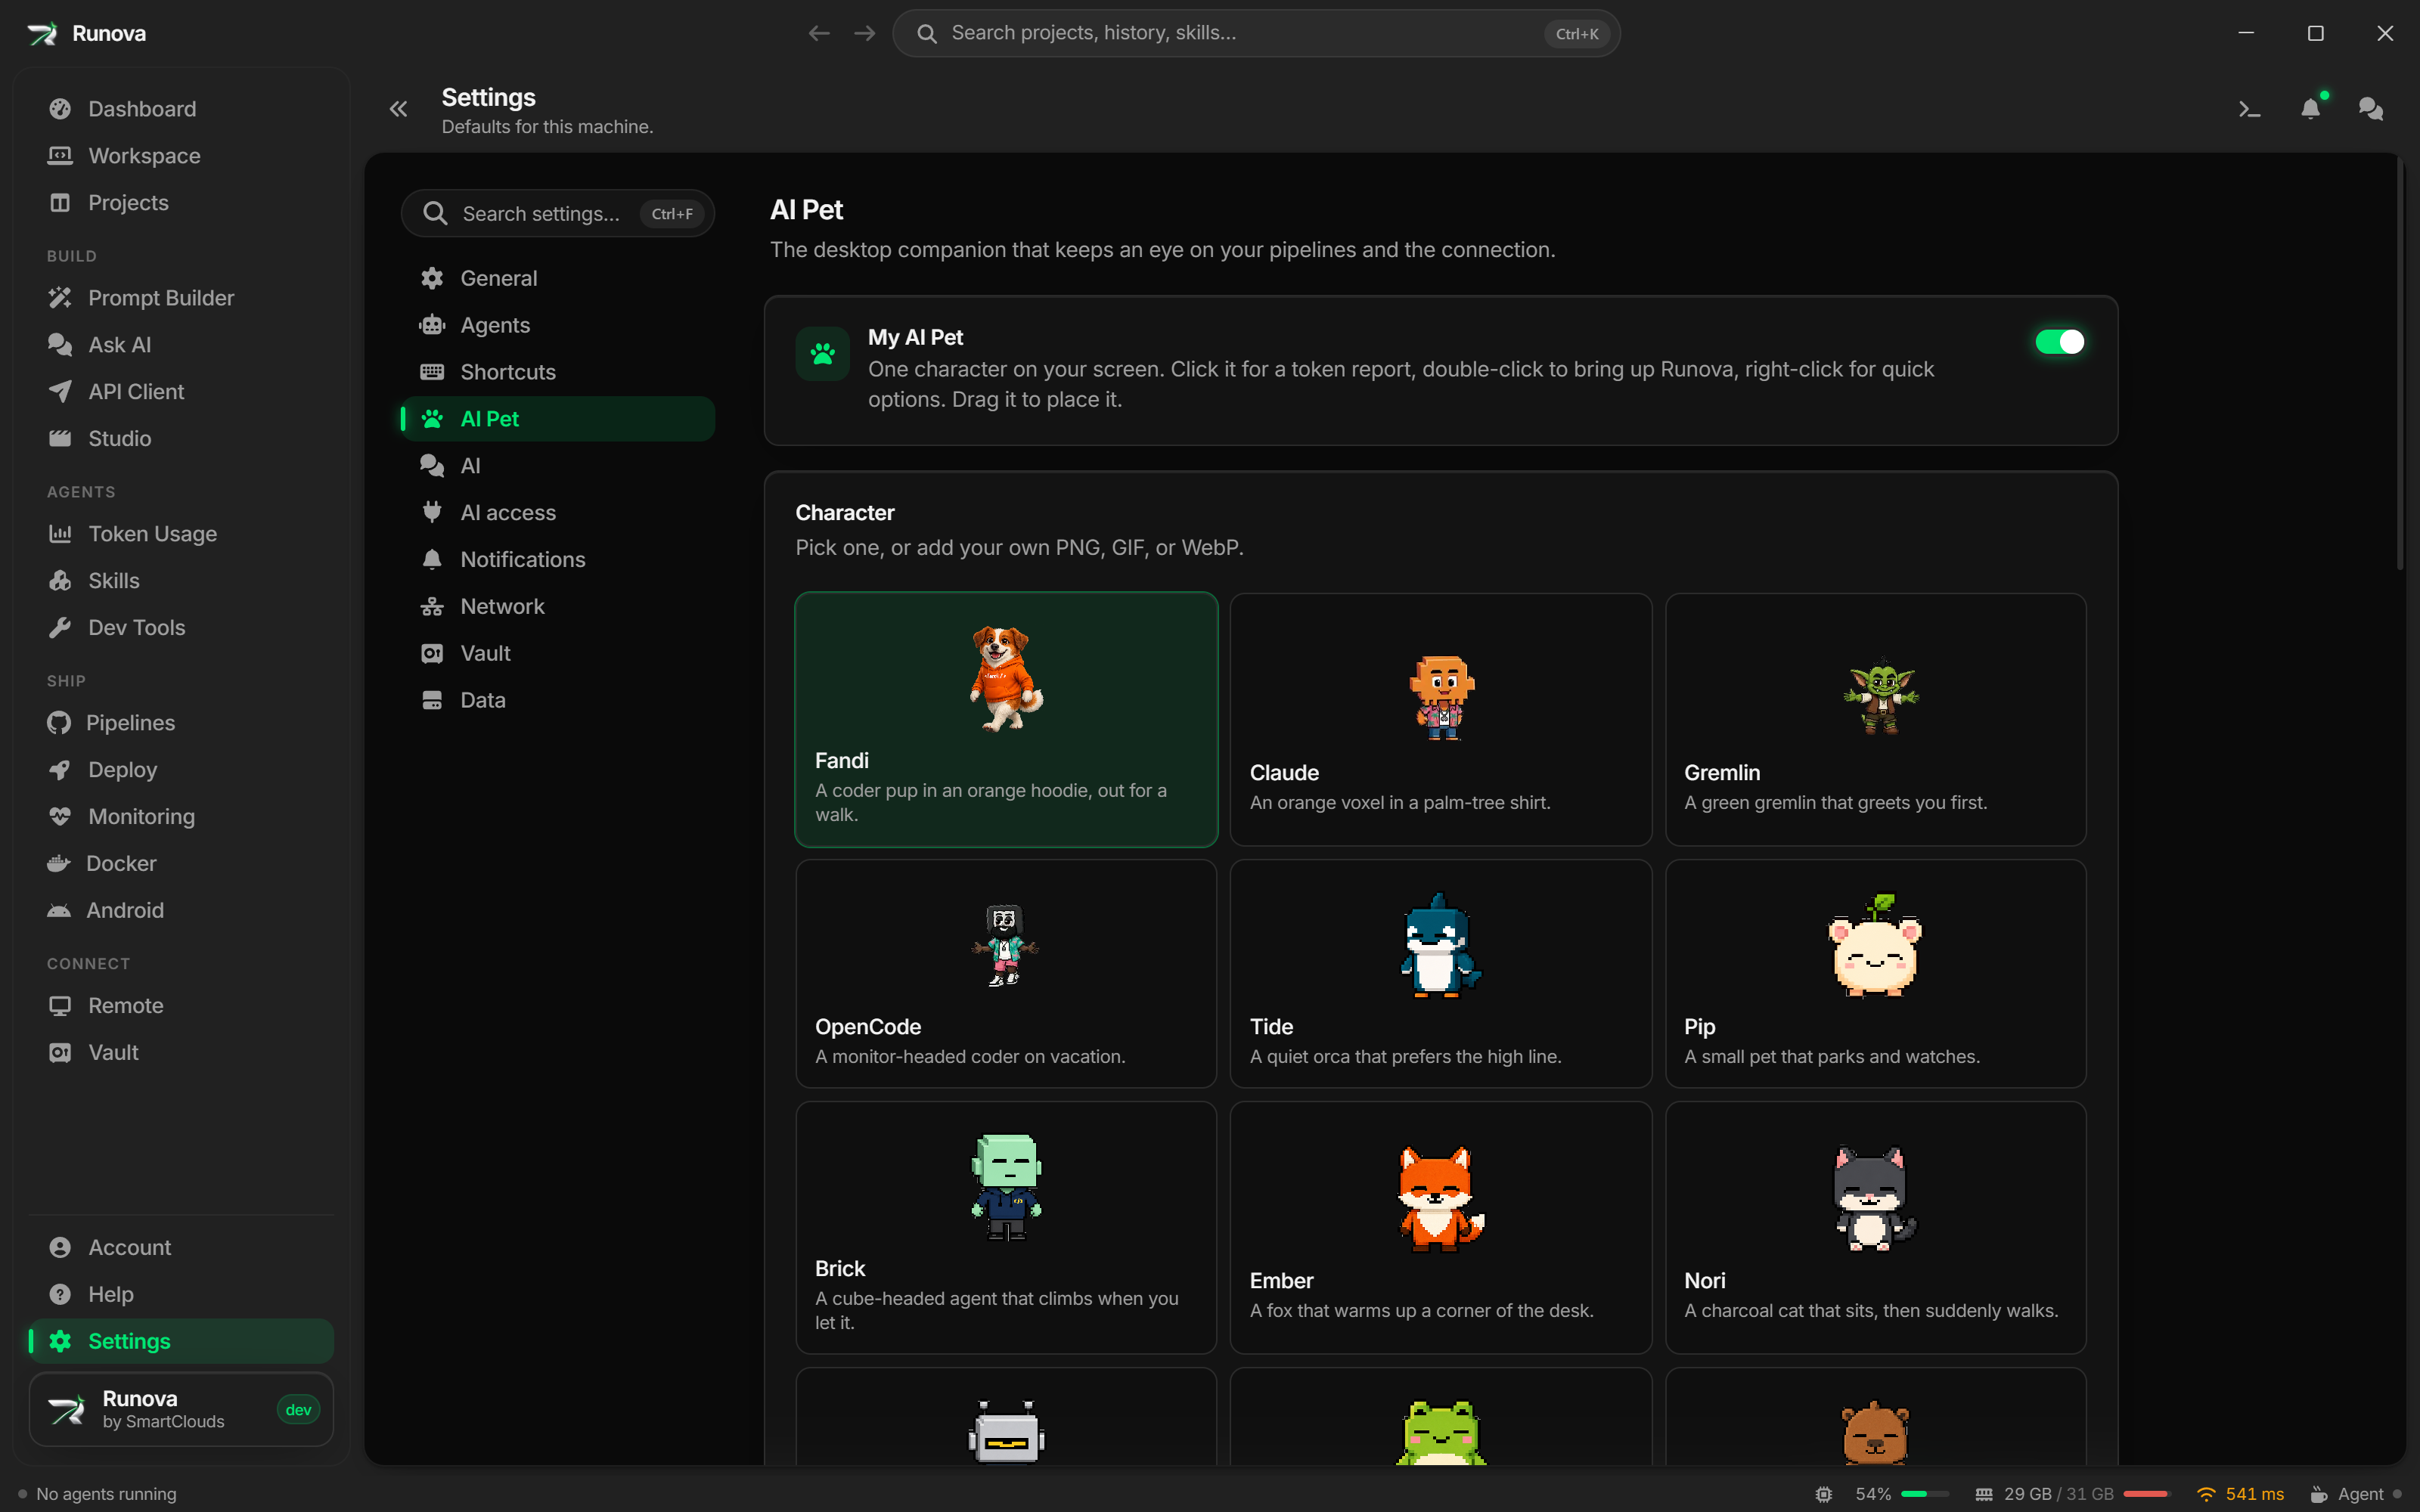 Runova
Search projects, history, skills...
Ctrl+K
Dashboard
Workspace
Projects
BUILD
Prompt Builder
Ask AI
API Client
Studio
AGENTS
Token Usage
Skills
Dev Tools
SHIP
Pipelines
Deploy
Monitoring
Docker
Android
CONNECT
Remote
Vault
Account
Help
Settings
Runova
by SmartClouds
dev
Settings
Defaults for this machine.
Search settings...
Ctrl+F
General
Agents
Shortcuts
AI Pet
AI
AI access
Notifications
Network
Vault
Data
AI Pet
The desktop companion that keeps an eye on your pipelines and the connection.
My AI Pet
One character on your screen. Click it for a token report, double-click to bring up Runova, right-click for quick
options. Drag it to place it.
Character
Pick one, or add your own PNG, GIF, or WebP.
Fandi
A coder pup in an orange hoodie, out for a
walk.
Claude
An orange voxel in a palm-tree shirt.
Gremlin
A green gremlin that greets you first.
OpenCode
A monitor-headed coder on vacation.
Tide
A quiet orca that prefers the high line.
Pip
A small pet that parks and watches.
Brick
A cube-headed agent that climbs when you
let it.
Ember
A fox that warms up a corner of the desk.
Nori
A charcoal cat that sits, then suddenly walks.
No agents running
54%
29 GB / 31 GB
541 ms
Agent